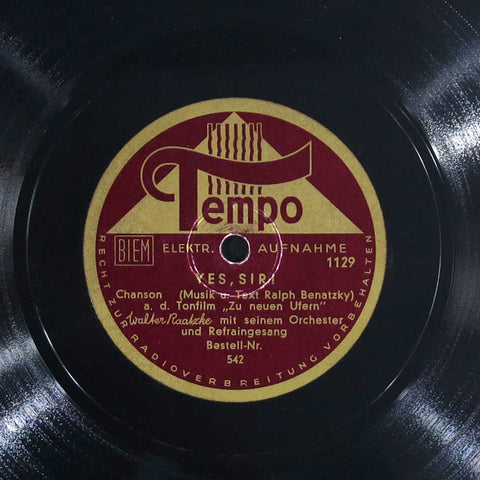 Tempo
BIEM ELEKTR. AUFNAHME
1129
YES, SIR!
Chanson (Musik u. Text Ralph Benatzky)
a. d. Tonfilm „Zu neuen Ufern"
Walter Raatzke mit seinem Orchester
und Refraingesang
Bestell-Nr.
542
RECHT ZUR RADIOVERBREITUNG VORBEHALTEN